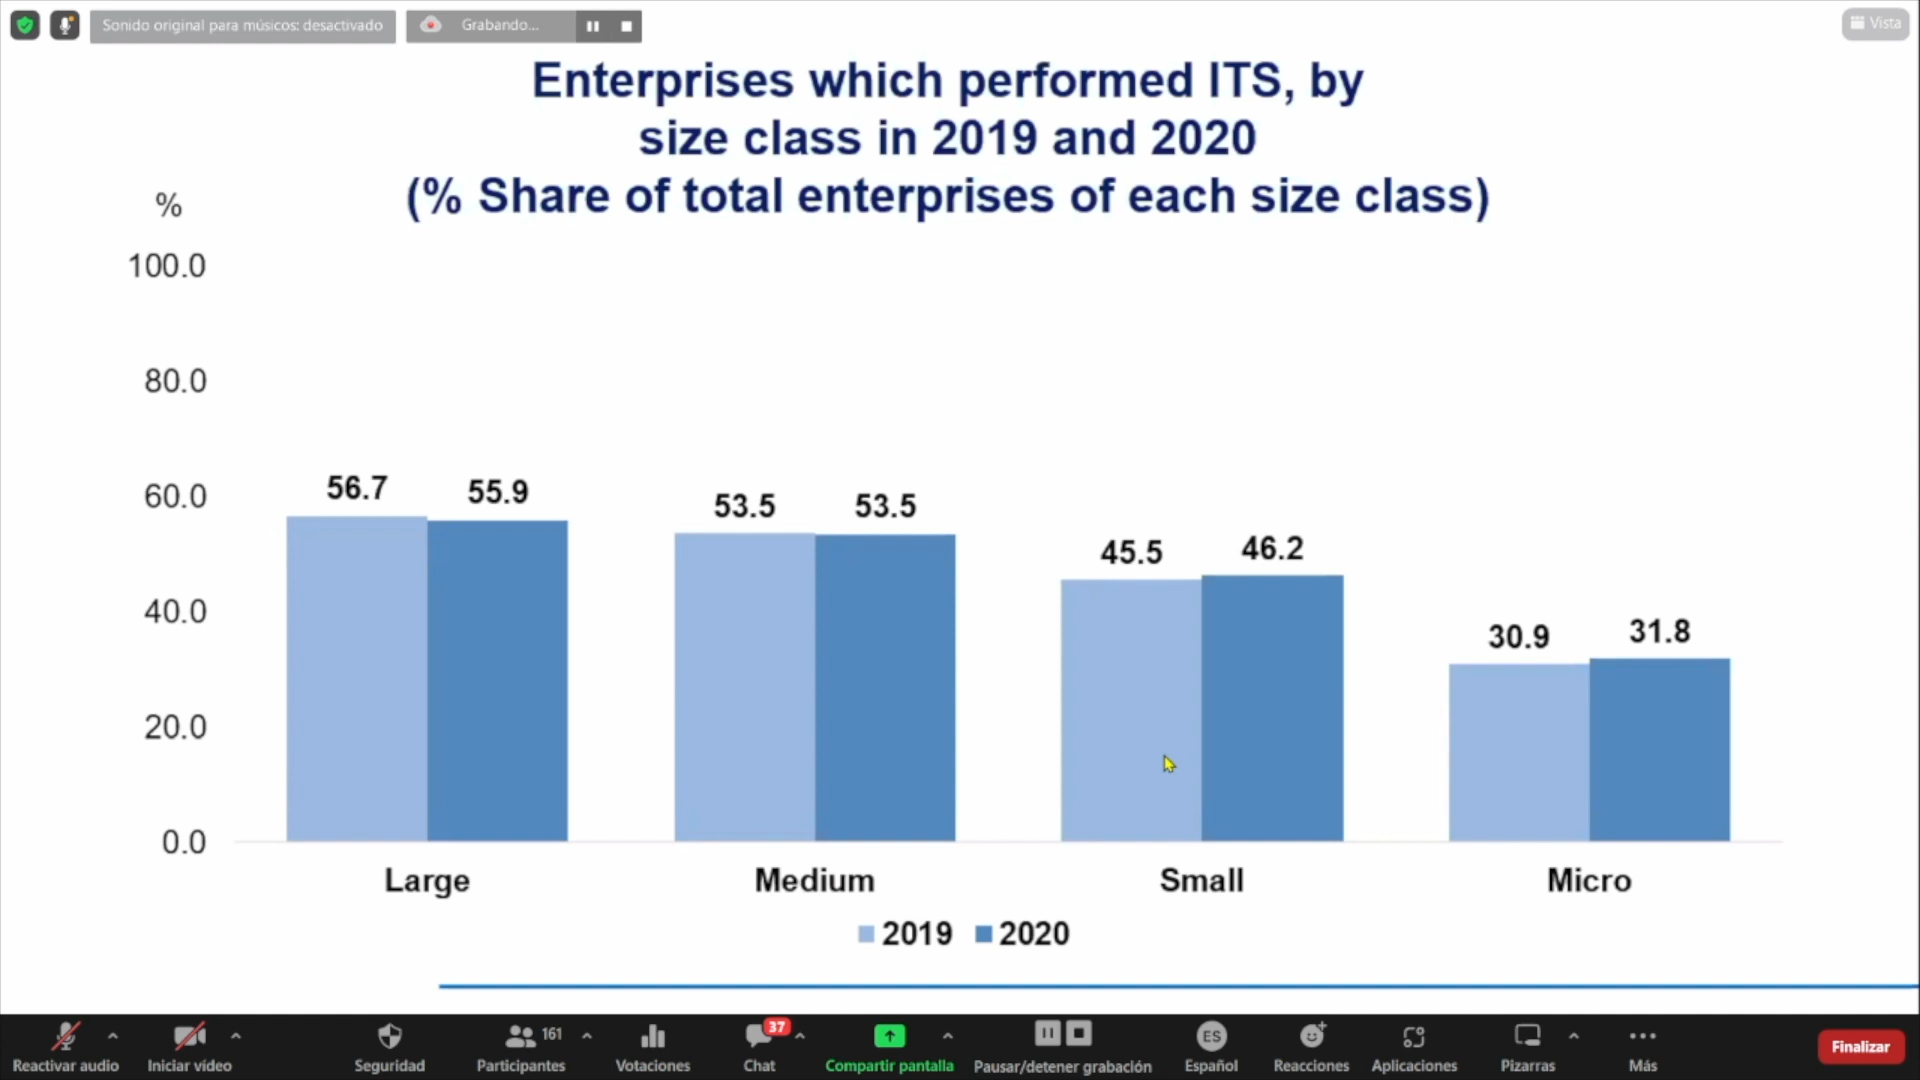 Sonido original para músicos: desactivado
Grabando...
Vista
Enterprises which performed ITS, by
size class in 2019 and 2020
(% Share of total enterprises of each size class)
%
100.0
80.0
60.0
40.0
20.0
0.0
56.7
55.9
53.5
53.5
45.5
46.2
30.9
31.8
Large
Medium
Small
Micro
2019
2020
Reactivar audio
Iniciar vídeo
Seguridad
161
Participantes
Votaciones
37
Chat
Compartir pantalla
Pausar/detener grabación
ES
Español
Reacciones
Aplicaciones
Pizarras
Más
Finalizar